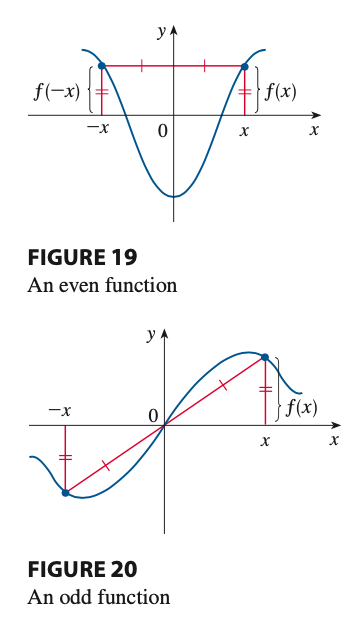 y
f(−x)
f(x)
−x
0
x
x
FIGURE 19
An even function
y
−x
0
f(x)
x
x
FIGURE 20
An odd function